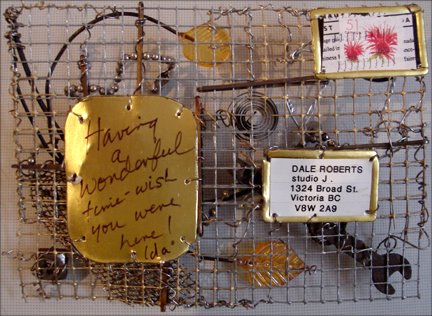 Having
a
wonderful
time-wish
you were
here!
Ida.
DALE ROBERTS
studio J.
1324 Broad St.
Victoria BC
V8W 2A9